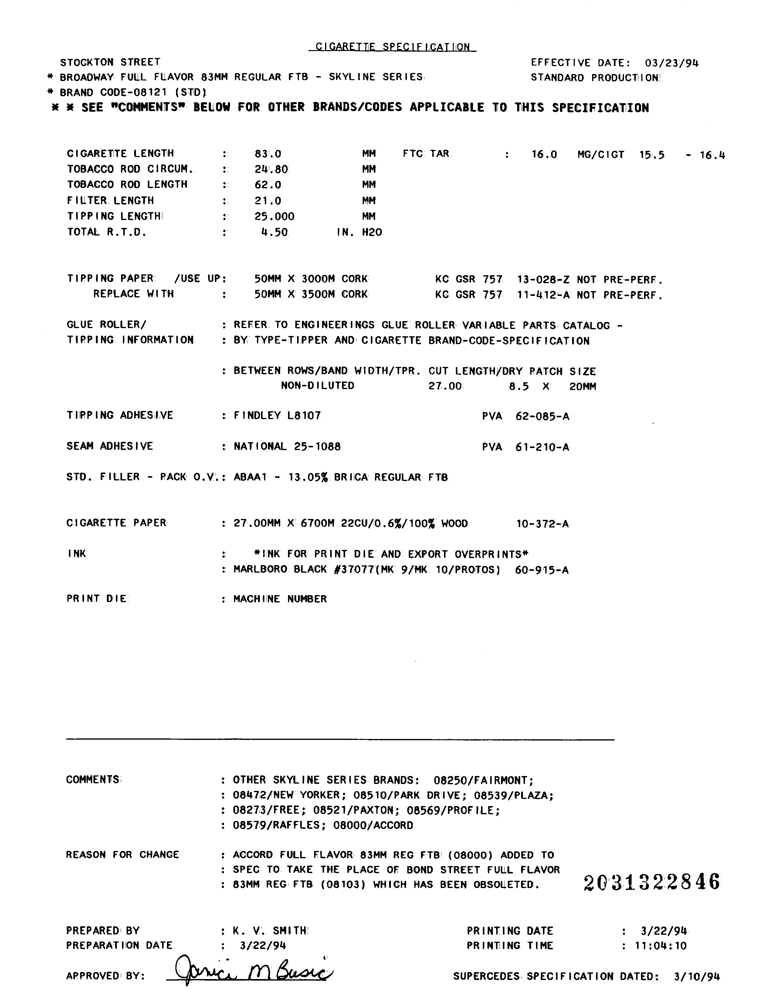 CIGARETTE SPECIFICATION
STOCKTON STREET EFFECTIVE DATE: 03/23/94
* BROADWAY FULL FLAVOR 83MM REGULAR FTB - SKYLINE SERIES STANDARD PRODUCTION
* BRAND CODE-08121 (STD)
* * SEE "COMMENTS" BELOW FOR OTHER BRANDS/CODES APPLICABLE TO THIS SPECIFICATION
CIGARETTE LENGTH : 83.0 MM FTC TAR : 16.0 MG/CIGT 15.5 - 16.4
TOBACCO ROD CIRCUM. : 24.80 MM
TOBACCO ROD LENGTH : 62.0 MM
FILTER LENGTH : 21.0 MM
TIPPING LENGTH : 25.000 MM
TOTAL R.T.D. : 4.50 IN. H2O
TIPPING PAPER /USE UP: 50MM X 3000M CORK KC GSR 757 13-028-Z NOT PRE-PERF.
REPLACE WITH : 50MM X 3500M CORK KC GSR 757 11-412-A NOT PRE-PERF.
GLUE ROLLER/ : REFER TO ENGINEERINGS GLUE ROLLER VARIABLE PARTS CATALOG -
TIPPING INFORMATION : BY TYPE-TIPPER AND CIGARETTE BRAND-CODE-SPECIFICATION
: BETWEEN ROWS/BAND WIDTH/TPR. CUT LENGTH/DRY PATCH SIZE
NON-DILUTED 27.00 8.5 X 20MM
TIPPING ADHESIVE : FINDLEY L8107 PVA 62-085-A
SEAM ADHESIVE : NATIONAL 25-1088 PVA 61-210-A
STD. FILLER - PACK O.V.: ABAA1 - 13.05% BRICA REGULAR FTB
CIGARETTE PAPER : 27.00MM X 6700M 22CU/0.6%/100% WOOD 10-372-A
INK : *INK FOR PRINT DIE AND EXPORT OVERPRINTS*
: MARLBORO BLACK #37077(MK 9/MK 10/PROTOS) 60-915-A
PRINT DIE : MACHINE NUMBER
COMMENTS : OTHER SKYLINE SERIES BRANDS: 08250/FAIRMONT;
: 08472/NEW YORKER; 08510/PARK DRIVE; 08539/PLAZA;
: 08273/FREE; 08521/PAXTON; 08569/PROFILE;
: 08579/RAFFLES; 08000/ACCORD
REASON FOR CHANGE : ACCORD FULL FLAVOR 83MM REG FTB (08000) ADDED TO
: SPEC TO TAKE THE PLACE OF BOND STREET FULL FLAVOR
: 83MM REG FTB (08103) WHICH HAS BEEN OBSOLETED.
2031322846
PREPARED BY : K. V. SMITH PRINTING DATE : 3/22/94
PREPARATION DATE : 3/22/94 PRINTING TIME : 11:04:10
APPROVED BY: Janice M Busic SUPERCEDES SPECIFICATION DATED: 3/10/94